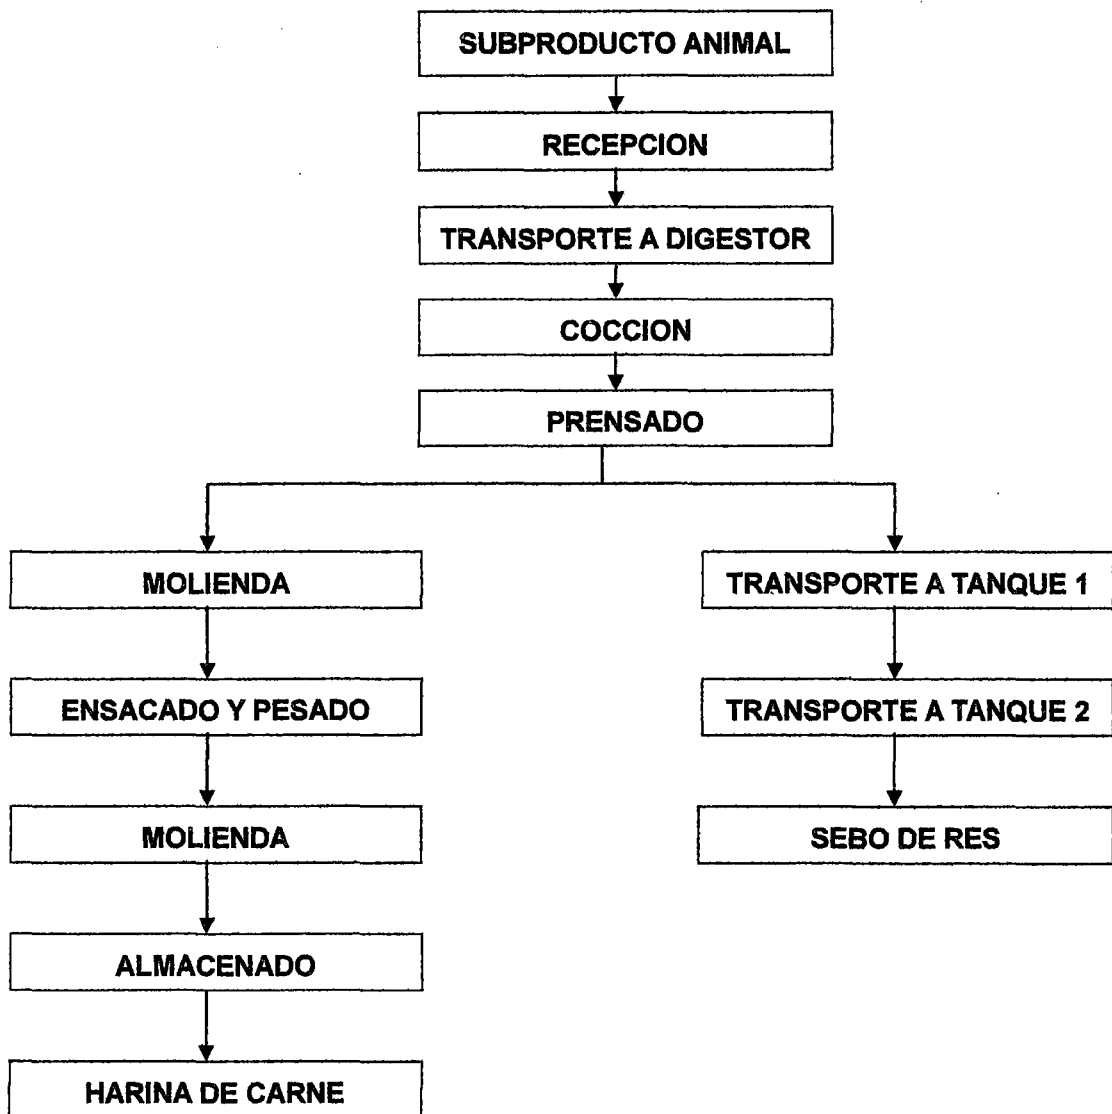 SUBPRODUCTO ANIMAL
RECEPCION
TRANSPORTE A DIGESTOR
COCCION
PRENSADO
MOLIENDA
ENSACADO Y PESADO
MOLIENDA
ALMACENADO
HARINA DE CARNE
TRANSPORTE A TANQUE 1
TRANSPORTE A TANQUE 2
SEBO DE RES